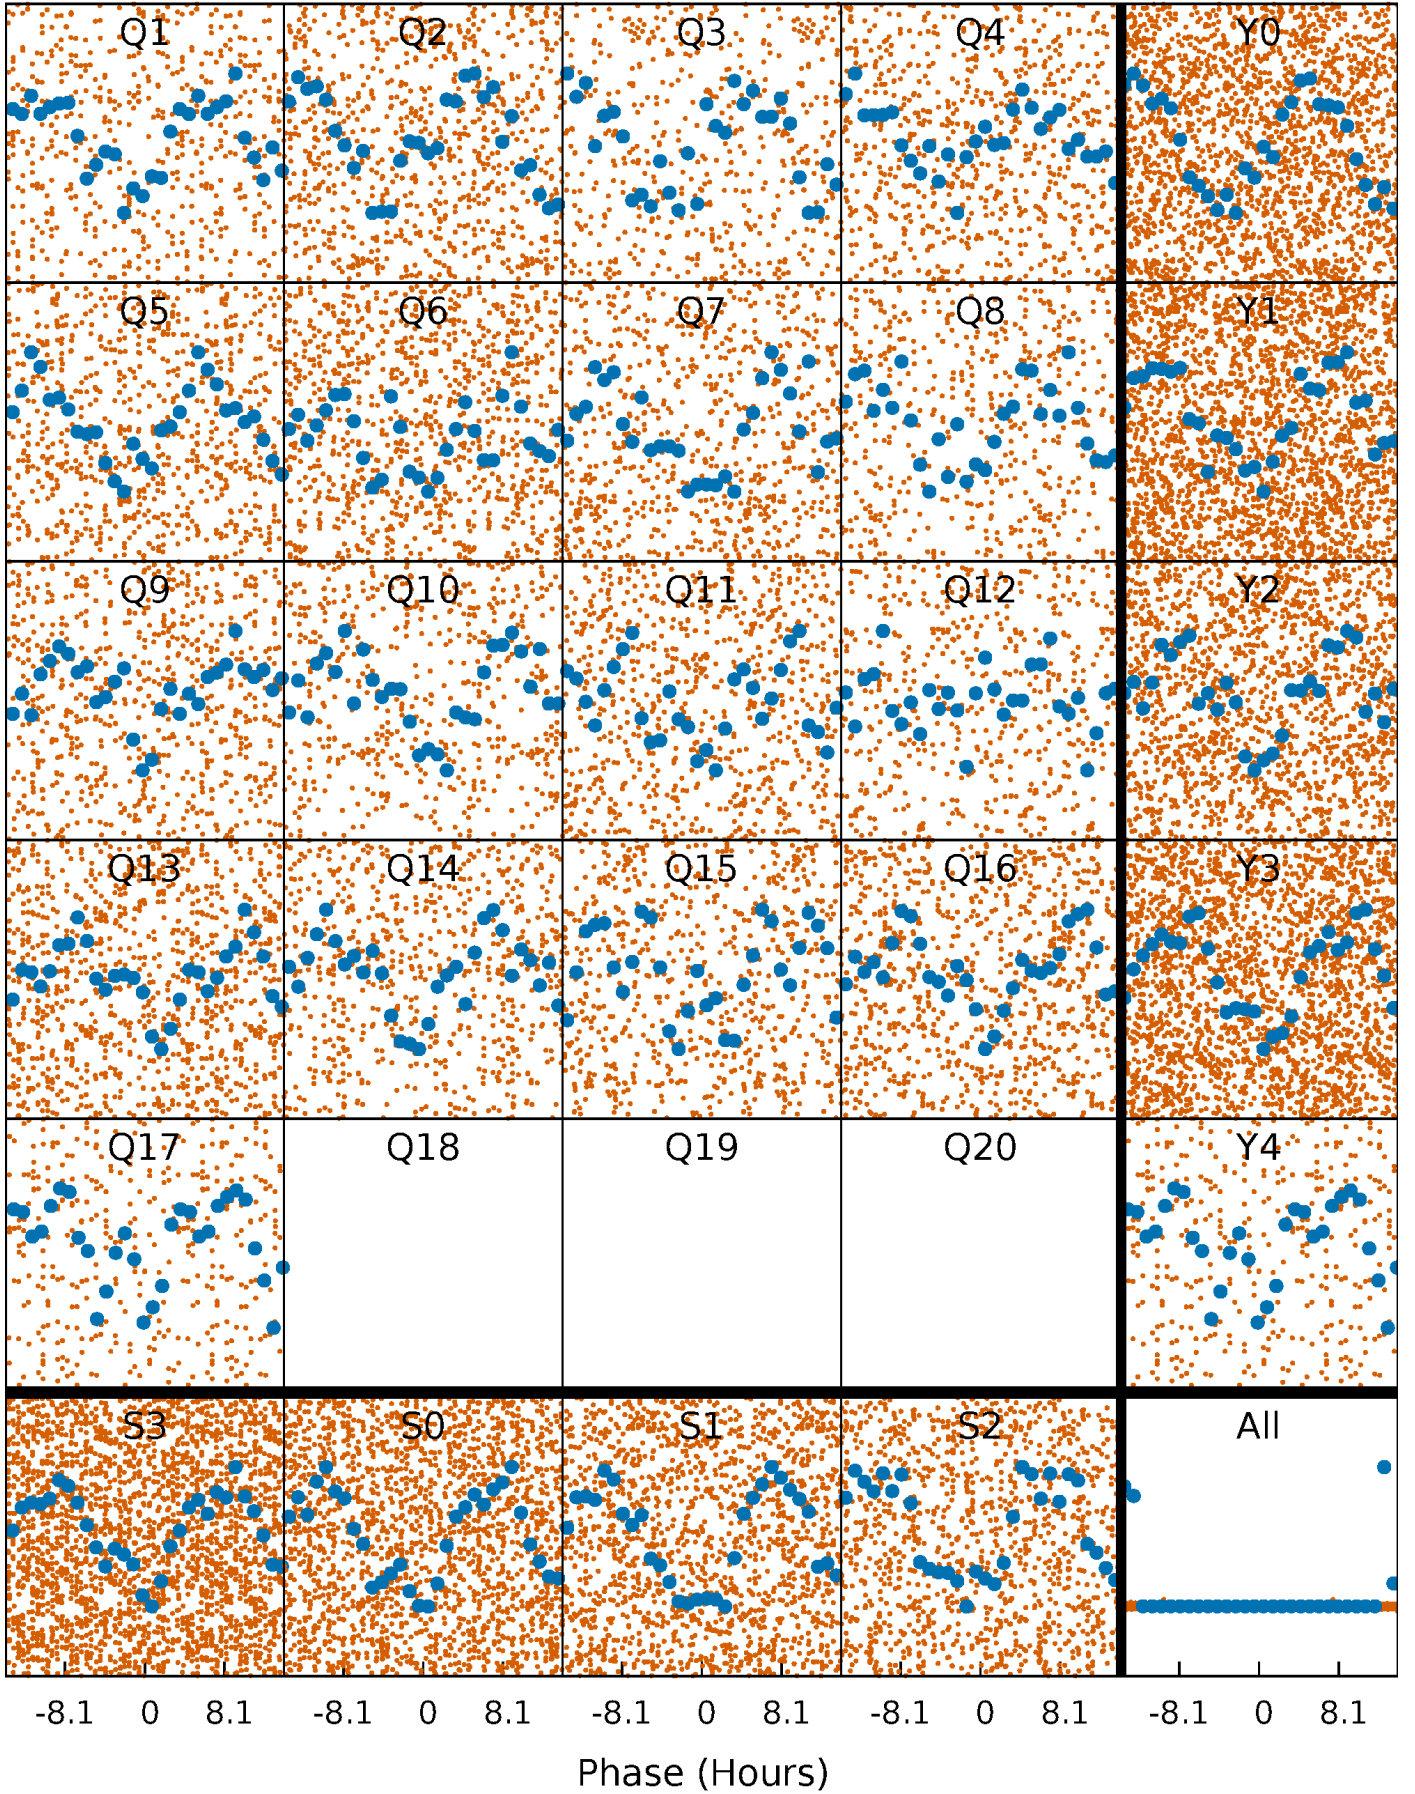 Q1 Q2 Q3 Q4 Y0
Q5 Q6 Q7 Q8 Y1
Q9 Q10 Q11 Q12 Y2
Q13 Q14 Q15 Q16 Y3
Q17 Q18 Q19 Q20 Y4
S3 S0 S1 S2 All
-8.1 0 8.1 -8.1 0 8.1 -8.1 0 8.1 -8.1 0 8.1 -8.1 0 8.1
Phase (Hours)